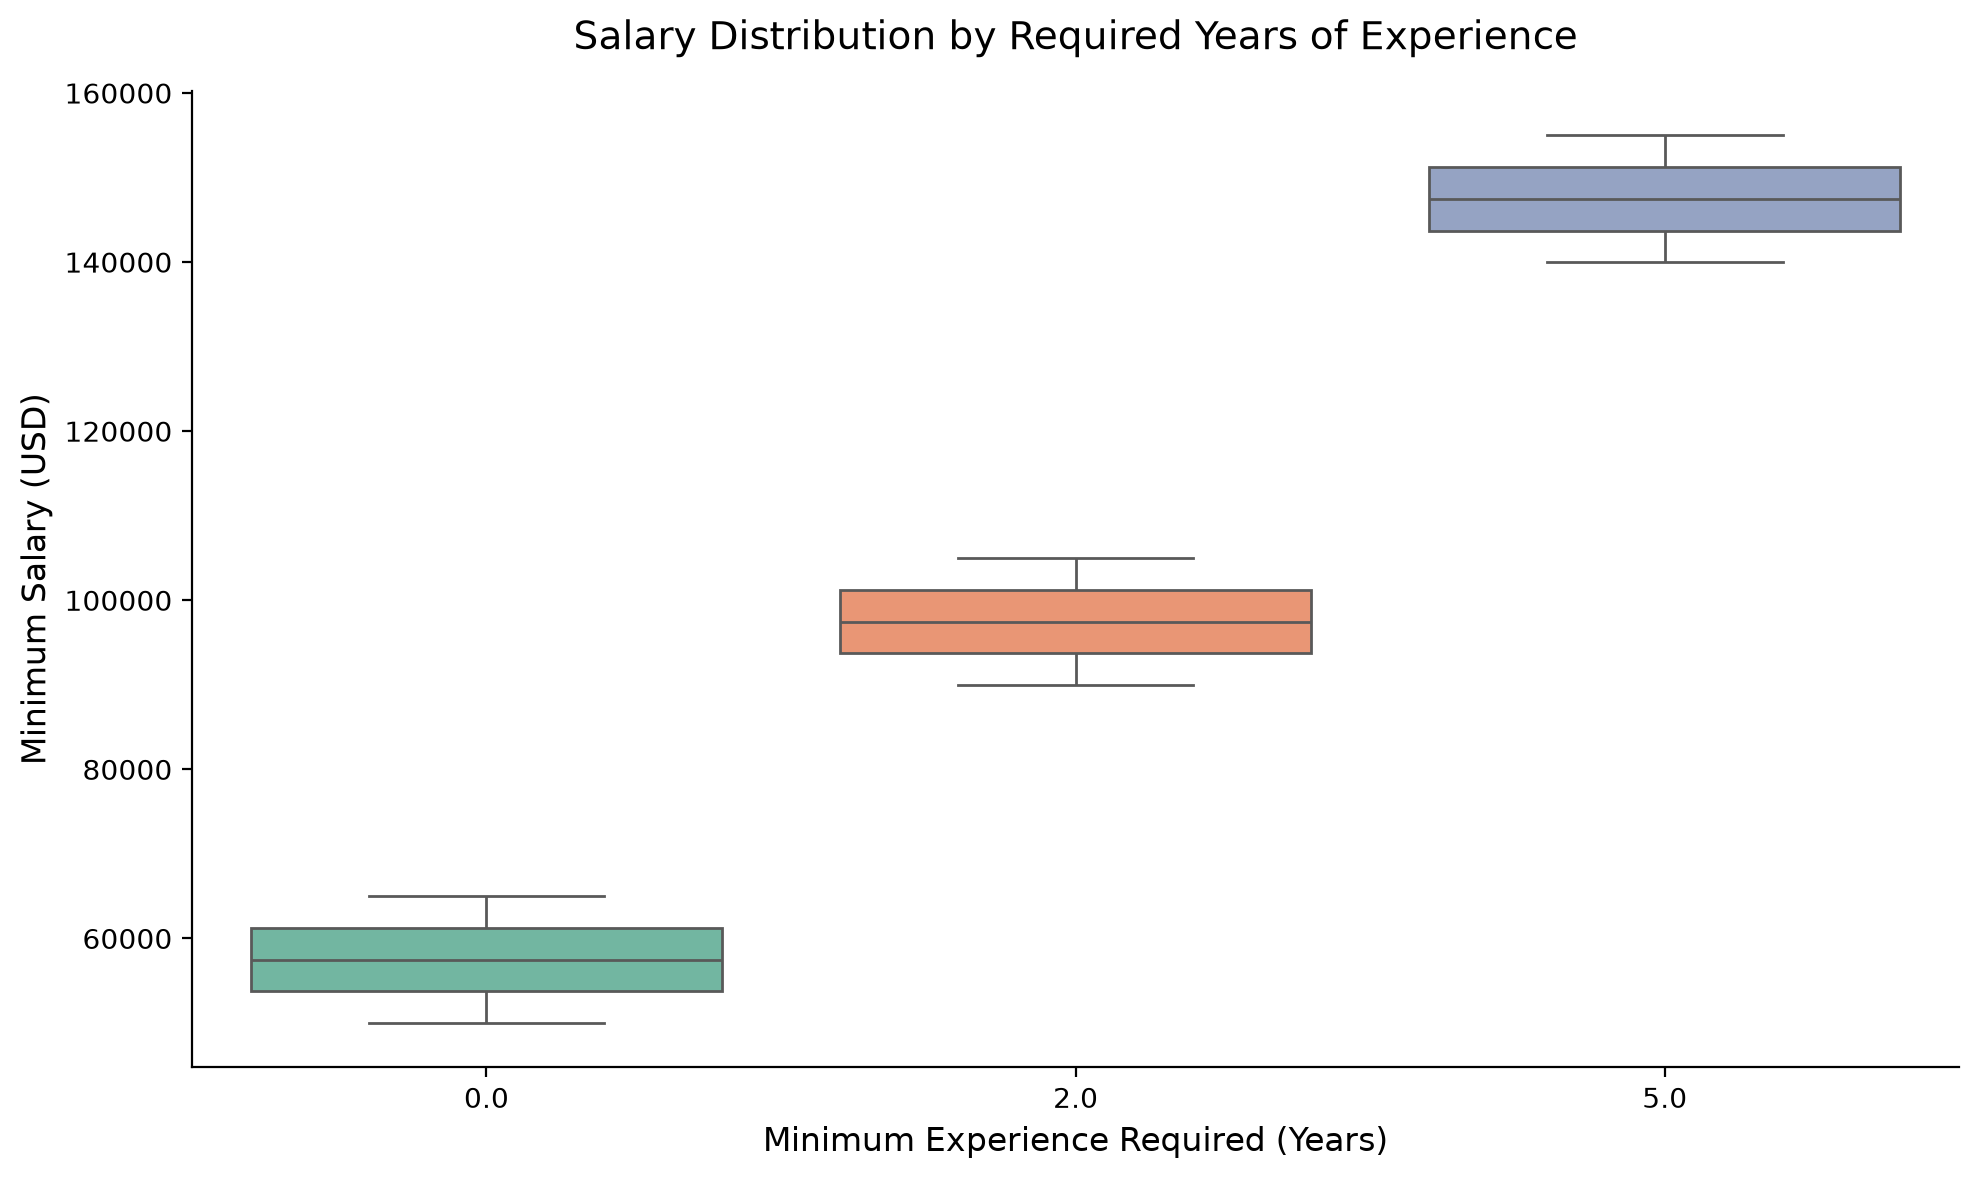 Salary Distribution by Required Years of Experience
160000
140000
120000
100000
80000
60000
Minimum Salary (USD)
0.0 2.0 5.0
Minimum Experience Required (Years)